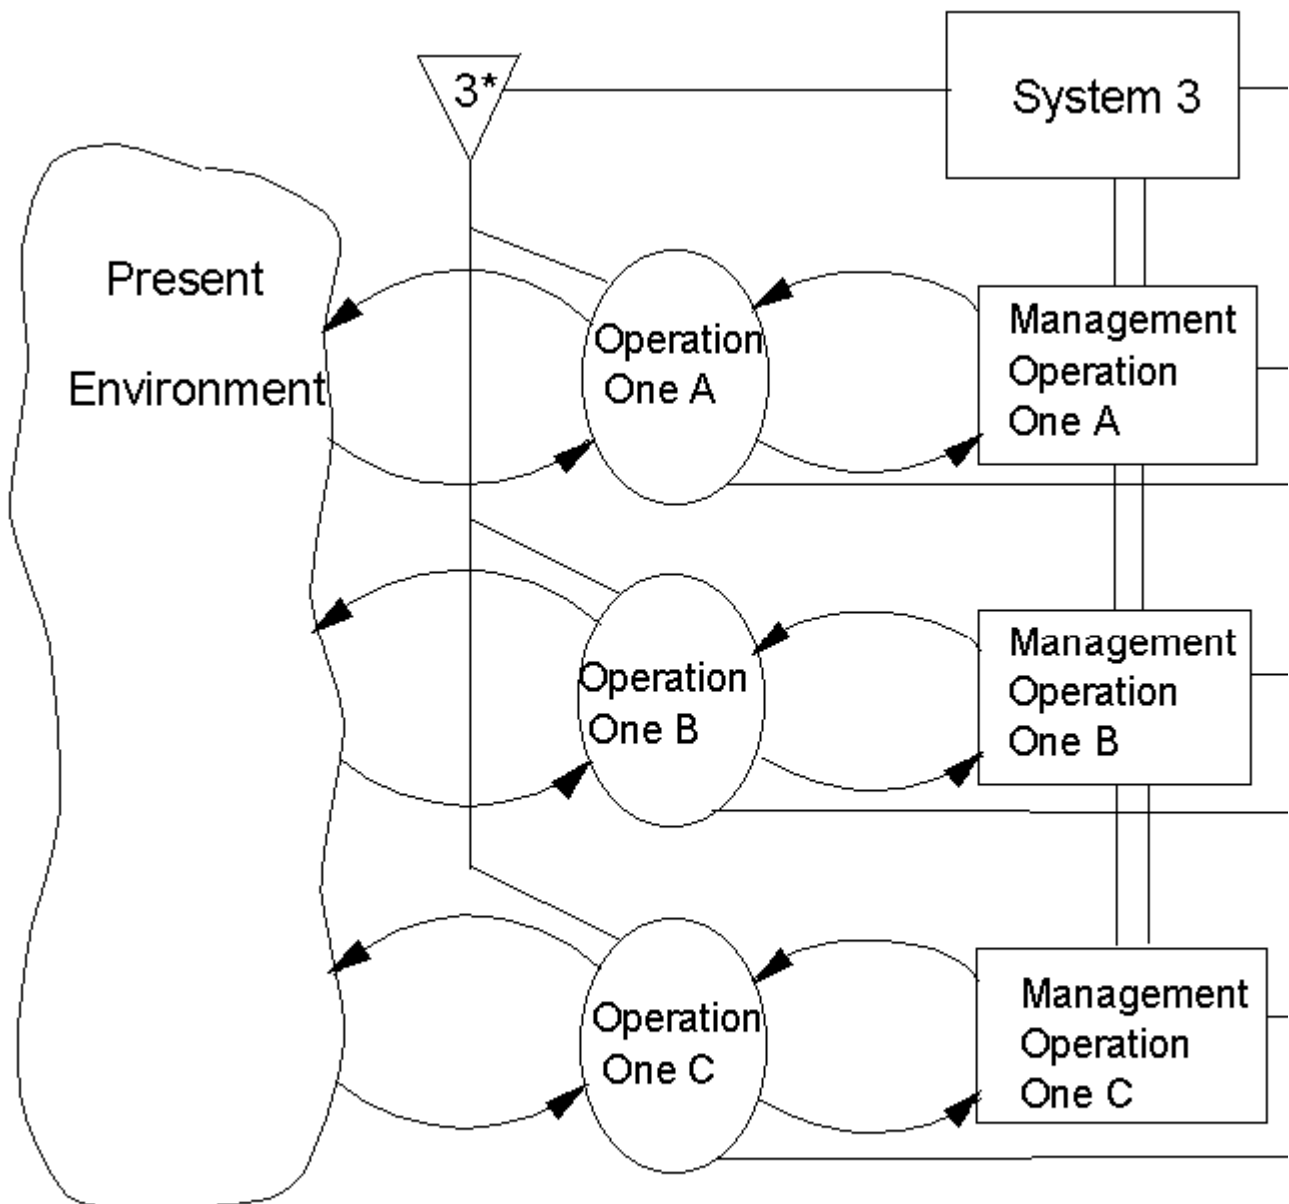 3*
System 3
Present
Environment
Operation
One A
Management
Operation
One A
Operation
One B
Management
Operation
One B
Operation
One C
Management
Operation
One C